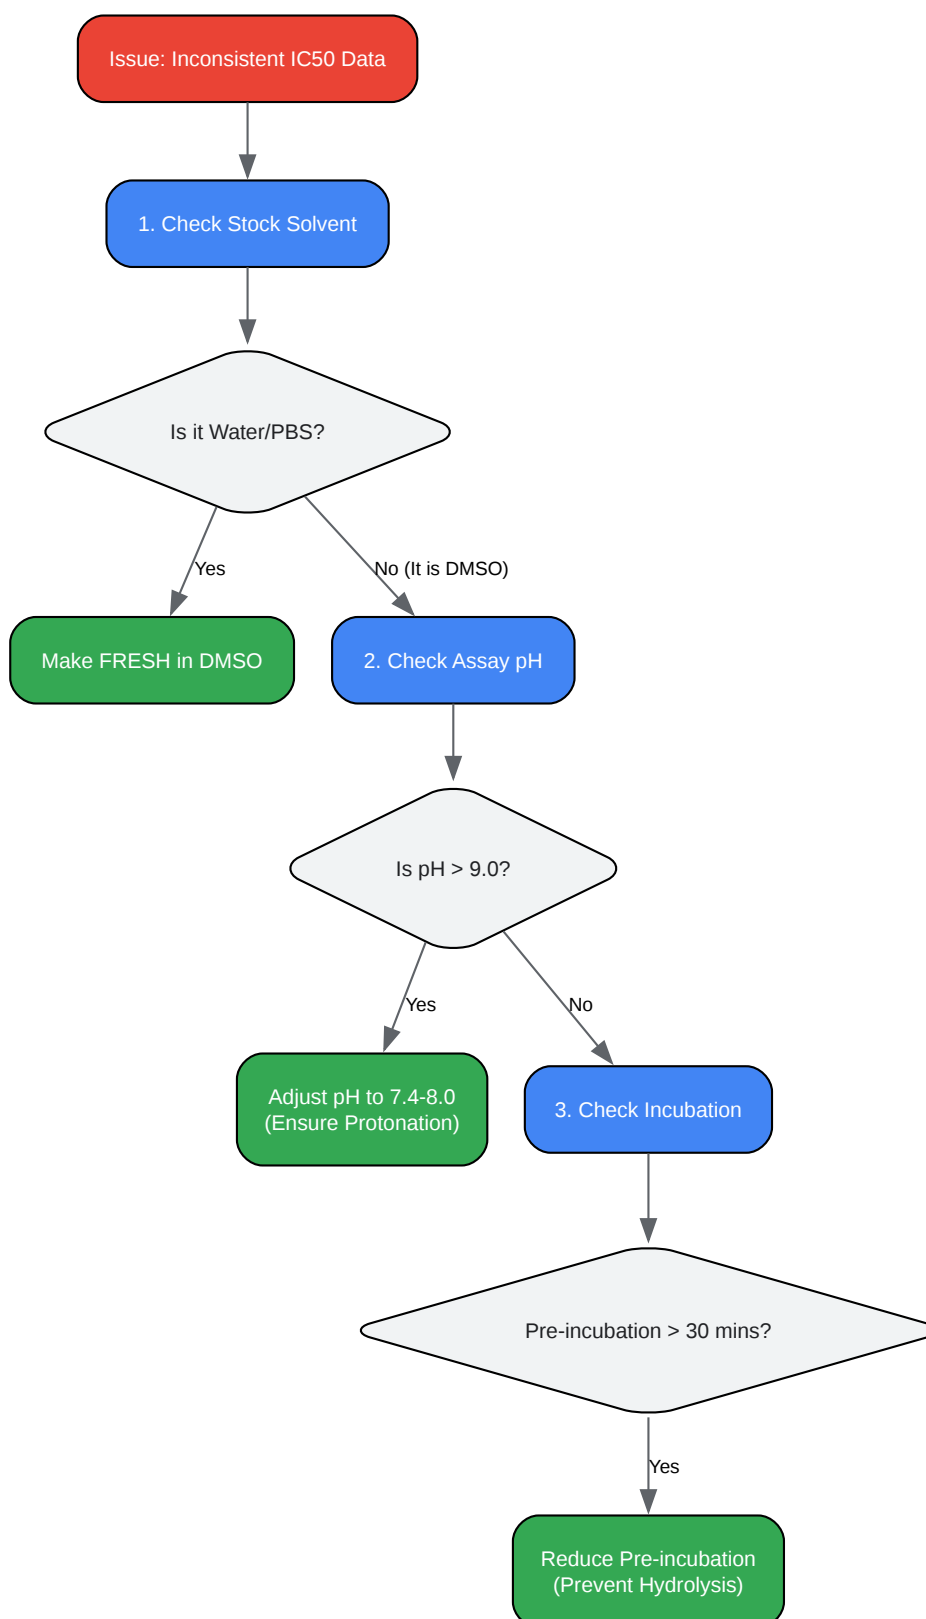 Issue: Inconsistent IC50 Data
1. Check Stock Solvent
Is it Water/PBS?
Yes
No (It is DMSO)
Make FRESH in DMSO
2. Check Assay pH
Is pH > 9.0?
Yes
No
Adjust pH to 7.4-8.0
(Ensure Protonation)
3. Check Incubation
Pre-incubation > 30 mins?
Yes
Reduce Pre-incubation
(Prevent Hydrolysis)